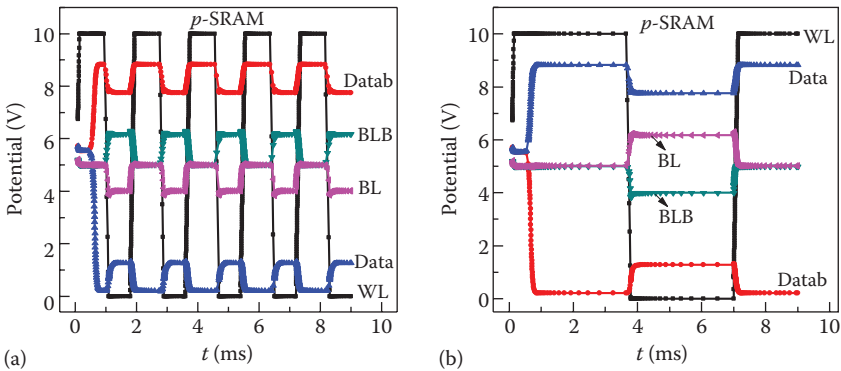 p-SRAM
10
8
6
4
2
0
Potential (V)
Datab
BLB
BL
Data
WL
0 2 4 6 8 10
t (ms)
(a)
p-SRAM
10
8
6
4
2
0
Potential (V)
WL
Data
BL
BLB
Datab
0 2 4 6 8 10
t (ms)
(b)